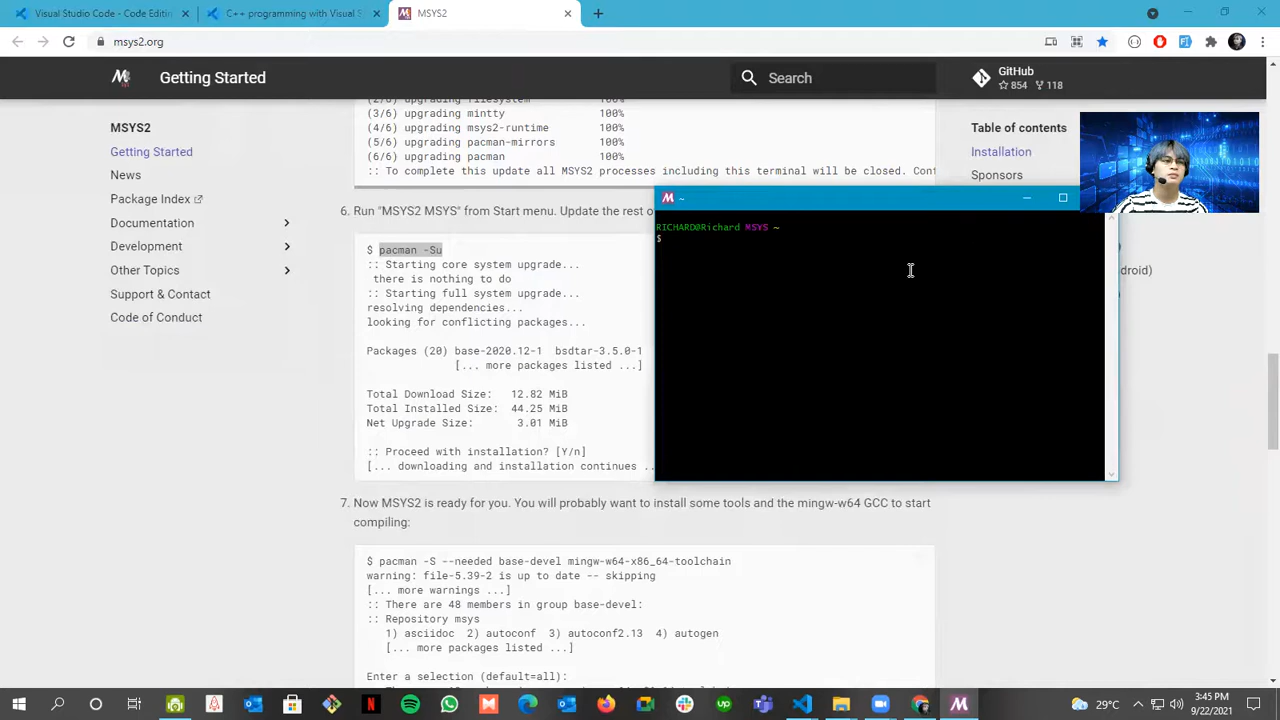 Visual Studio Code - Code Editin
C++ programming with Visual S
MSYS2
msys2.org
Getting Started
Search
GitHub
854 118
MSYS2
Getting Started
News
Package Index
Documentation
Development
Other Topics
Support & Contact
Code of Conduct
(2/6) upgrading filesystem 100%
(3/6) upgrading mintty 100%
(4/6) upgrading msys2-runtime 100%
(5/6) upgrading pacman-mirrors 100%
(6/6) upgrading pacman 100%
:: To complete this update all MSYS2 processes including this terminal will be closed. Cont
6. Run "MSYS2 MSYS" from Start menu. Update the rest o
$ pacman -Su
:: Starting core system upgrade...
there is nothing to do
:: Starting full system upgrade...
resolving dependencies...
looking for conflicting packages...
Packages (20) base-2020.12-1 bsdtar-3.5.0-1
[... more packages listed ...]
Total Download Size: 12.82 MiB
Total Installed Size: 44.25 MiB
Net Upgrade Size: 3.01 MiB
:: Proceed with installation? [Y/n]
[... downloading and installation continues ..
7. Now MSYS2 is ready for you. You will probably want to install some tools and the mingw-w64 GCC to start
compiling:
$ pacman -S --needed base-devel mingw-w64-x86_64-toolchain
warning: file-5.39-2 is up to date -- skipping
[... more warnings ...]
:: There are 48 members in group base-devel:
:: Repository msys
1) asciidoc 2) autoconf 3) autoconf2.13 4) autogen
[... more packages listed ...]
Enter a selection (default=all):
~
RICHARD@Richard MSYS ~
$
Table of contents
Installation
Sponsors
droid)
29°C
3:45 PM
9/22/2021